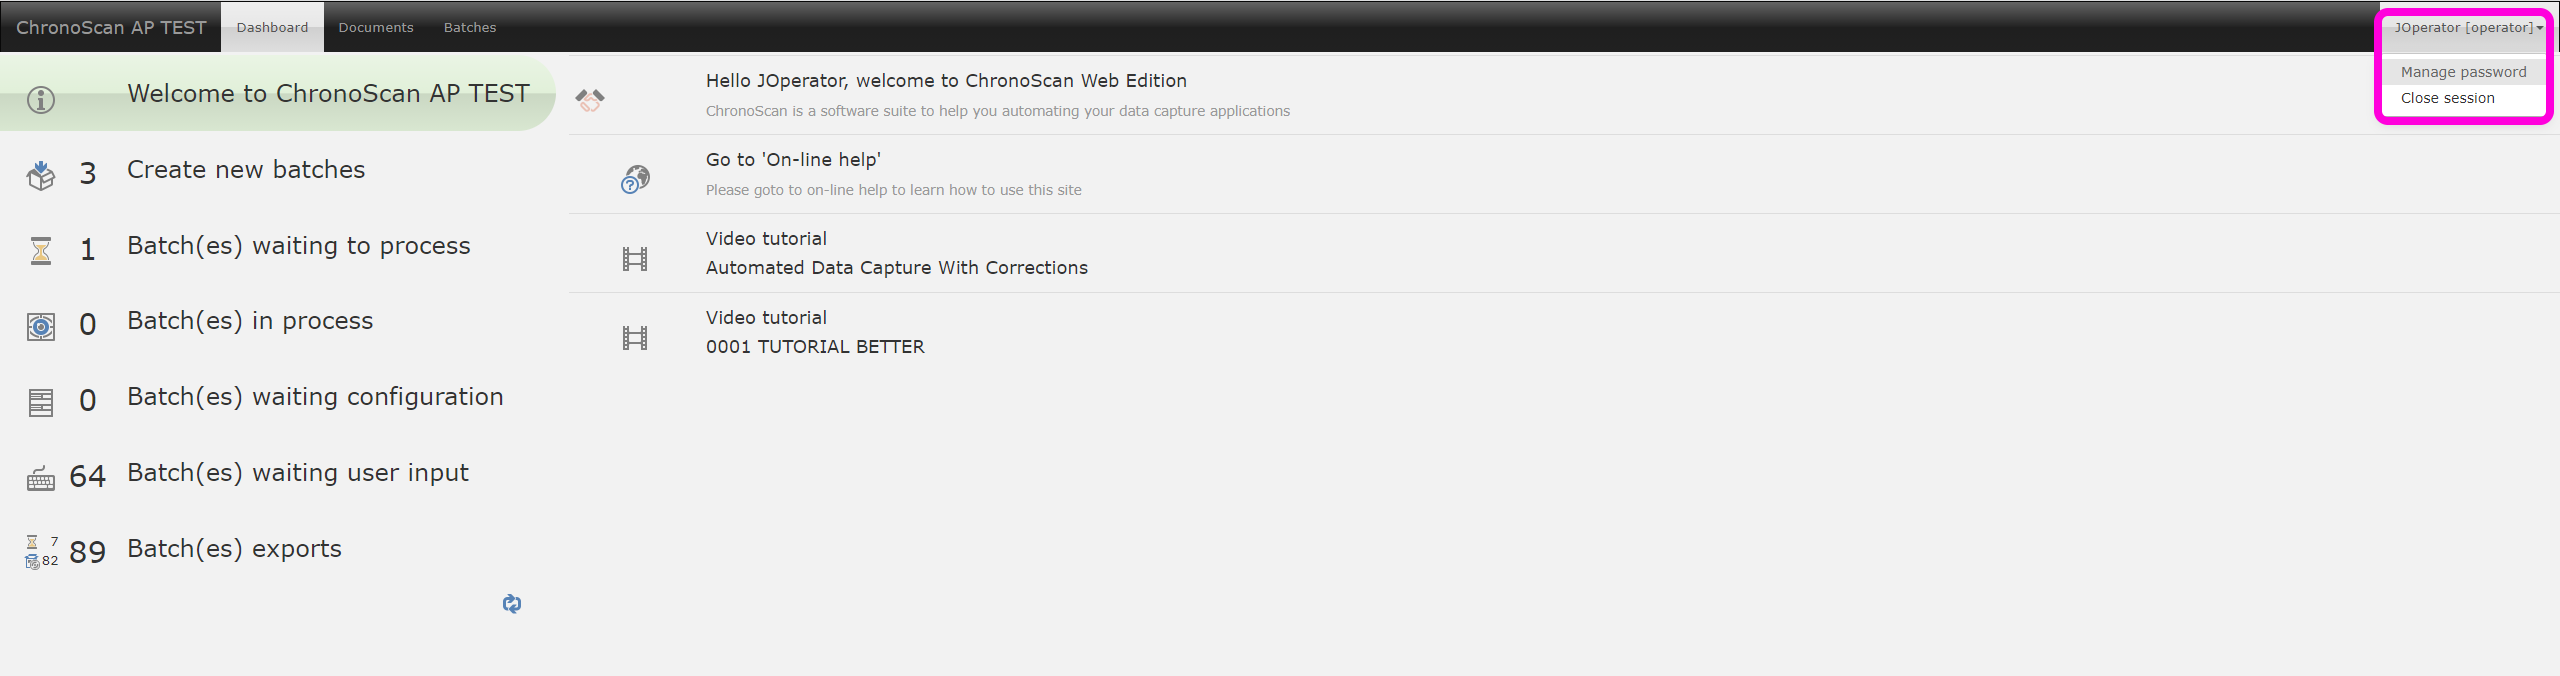 ChronoScan AP TEST Dashboard Documents Batches JOperator [operator]
Manage password
Close session
Welcome to ChronoScan AP TEST
3 Create new batches
1 Batch(es) waiting to process
0 Batch(es) in process
0 Batch(es) waiting configuration
64 Batch(es) waiting user input
7
82
89 Batch(es) exports
Hello JOperator, welcome to ChronoScan Web Edition
ChronoScan is a software suite to help you automating your data capture applications
Go to 'On-line help'
Please goto to on-line help to learn how to use this site
Video tutorial
Automated Data Capture With Corrections
Video tutorial
0001 TUTORIAL BETTER